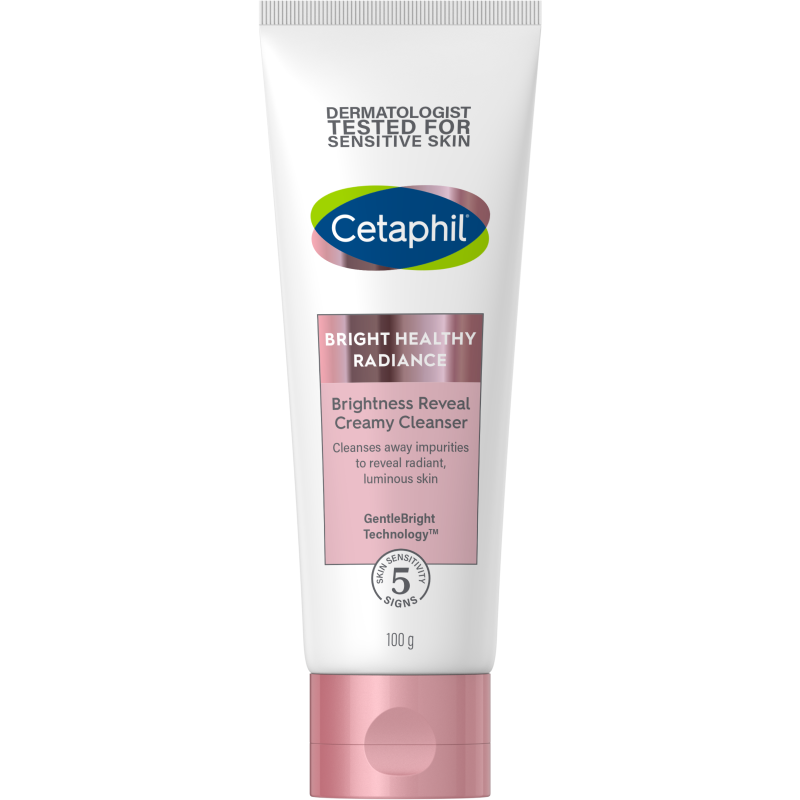 DERMATOLOGIST
TESTED FOR
SENSITIVE SKIN
Cetaphil®
BRIGHT HEALTHY
RADIANCE
Brightness Reveal
Creamy Cleanser
Cleanses away impurities
to reveal radiant,
luminous skin
GentleBright
Technology™
SKIN SENSITIVITY
5
SIGNS
100 g